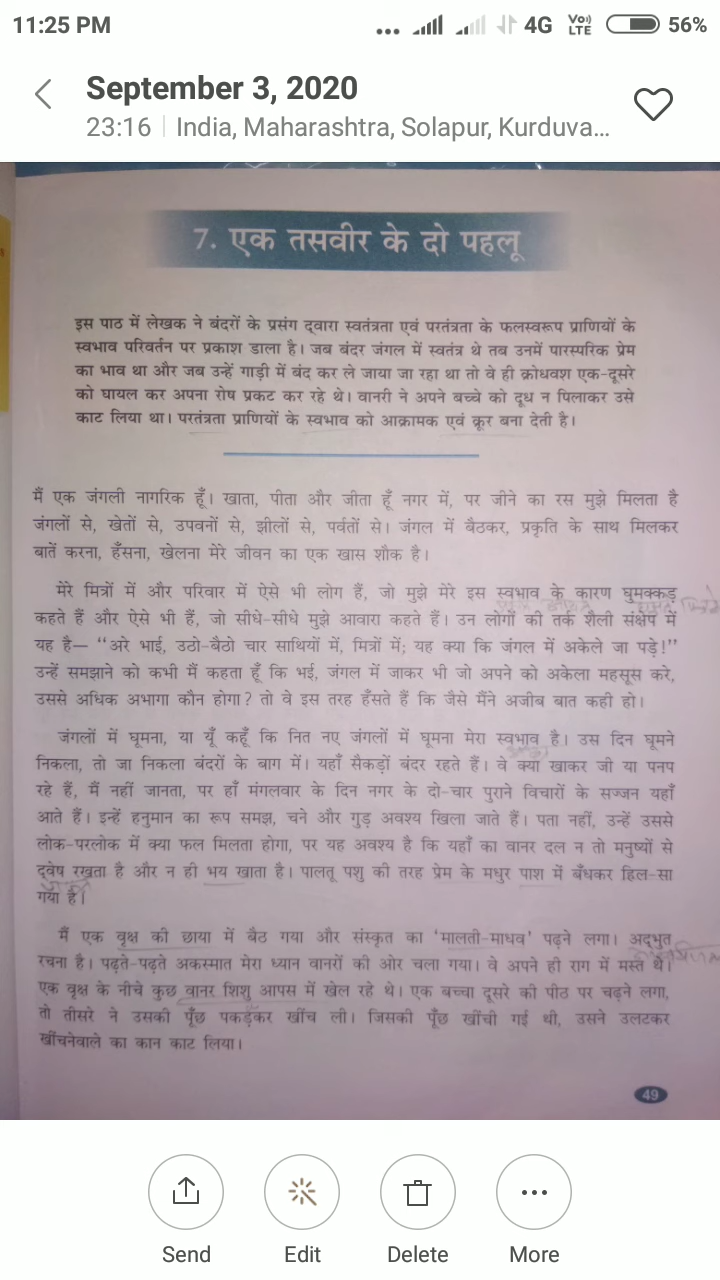 11:25 PM ... 4G Vo)) LTE 56%
September 3, 2020
23:16 | India, Maharashtra, Solapur, Kurduva...
7. एक तसवीर के दो पहलू
इस पाठ में लेखक ने बंदरों के प्रसंग द्वारा स्वतंत्रता एवं परतंत्रता के फलस्वरूप प्राणियों के
स्वभाव परिवर्तन पर प्रकाश डाला है। जब बंदर जंगल में स्वतंत्र थे तब उनमें पारस्परिक प्रेम
का भाव था और जब उन्हें गाड़ी में बंद कर ले जाया जा रहा था तो वे ही क्रोधवश एक-दूसरे
को घायल कर अपना रोष प्रकट कर रहे थे। वानरी ने अपने बच्चे को दूध न पिलाकर उसे
काट लिया था। परतंत्रता प्राणियों के स्वभाव को आक्रामक एवं क्रूर बना देती है।
मैं एक जंगली नागरिक हूँ। खाता, पीता और जीता हूँ नगर में, पर जीने का रस मुझे मिलता है
जंगलों से, खेतों से, उपवनों से, झीलों से, पर्वतों से। जंगल में बैठकर, प्रकृति के साथ मिलकर
बातें करना, हँसना, खेलना मेरे जीवन का एक खास शौक है।
मेरे मित्रों में और परिवार में ऐसे भी लोग हैं, जो मुझे मेरे इस स्वभाव के कारण घुमक्कड़
कहते हैं और ऐसे भी हैं, जो सीधे-सीधे मुझे आवारा कहते हैं। उन लोगों की तर्क शैली संक्षेप में
यह है— “अरे भाई, उठो-बैठो चार साथियों में, मित्रों में; यह क्या कि जंगल में अकेले जा पड़े!”
उन्हें समझाने को कभी मैं कहता हूँ कि भई, जंगल में जाकर भी जो अपने को अकेला महसूस करे,
उससे अधिक अभागा कौन होगा? तो वे इस तरह हँसते हैं कि जैसे मैंने अजीब बात कही हो।
जंगलों में घूमना, या यूँ कहूँ कि नित नए जंगलों में घूमना मेरा स्वभाव है। उस दिन घूमने
निकला, तो जा निकला बंदरों के बाग में। यहाँ सैकड़ों बंदर रहते हैं। वे क्या खाकर जी या पनप
रहे हैं, मैं नहीं जानता, पर हाँ मंगलवार के दिन नगर के दो-चार पुराने विचारों के सज्जन यहाँ
आते हैं। इन्हें हनुमान का रूप समझ, चने और गुड़ अवश्य खिला जाते हैं। पता नहीं, उन्हें उससे
लोक-परलोक में क्या फल मिलता होगा, पर यह अवश्य है कि यहाँ का वानर दल न तो मनुष्यों से
द्वेष रखता है और न ही भय खाता है। पालतू पशु की तरह प्रेम के मधुर पाश में बँधकर हिल-सा
गया है।
मैं एक वृक्ष की छाया में बैठ गया और संस्कृत का ‘मालती-माधव’ पढ़ने लगा। अद्भुत
रचना है। पढ़ते-पढ़ते अकस्मात मेरा ध्यान वानरों की ओर चला गया। वे अपने ही राग में मस्त थे।
एक वृक्ष के नीचे कुछ वानर शिशु आपस में खेल रहे थे। एक बच्चा दूसरे की पीठ पर चढ़ने लगा,
तो तीसरे ने उसकी पूँछ पकड़कर खींच ली। जिसकी पूँछ खींची गई थी, उसने उलटकर
खींचनेवाले का कान काट लिया।
49
Send Edit Delete More